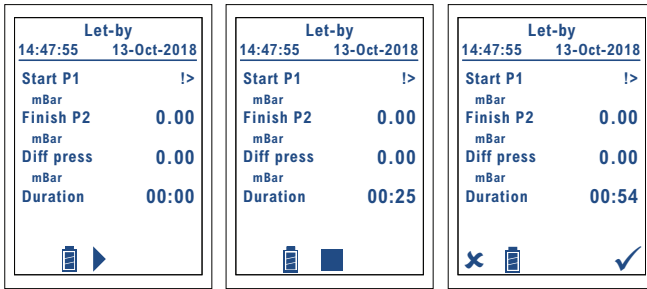 Let-by
14:47:55 13-Oct-2018
Start P1 !>
mBar
Finish P2 0.00
mBar
Diff press 0.00
mBar
Duration 00:00
Let-by
14:47:55 13-Oct-2018
Start P1 !>
mBar
Finish P2 0.00
mBar
Diff press 0.00
mBar
Duration 00:25
Let-by
14:47:55 13-Oct-2018
Start P1 !>
mBar
Finish P2 0.00
mBar
Diff press 0.00
mBar
Duration 00:54